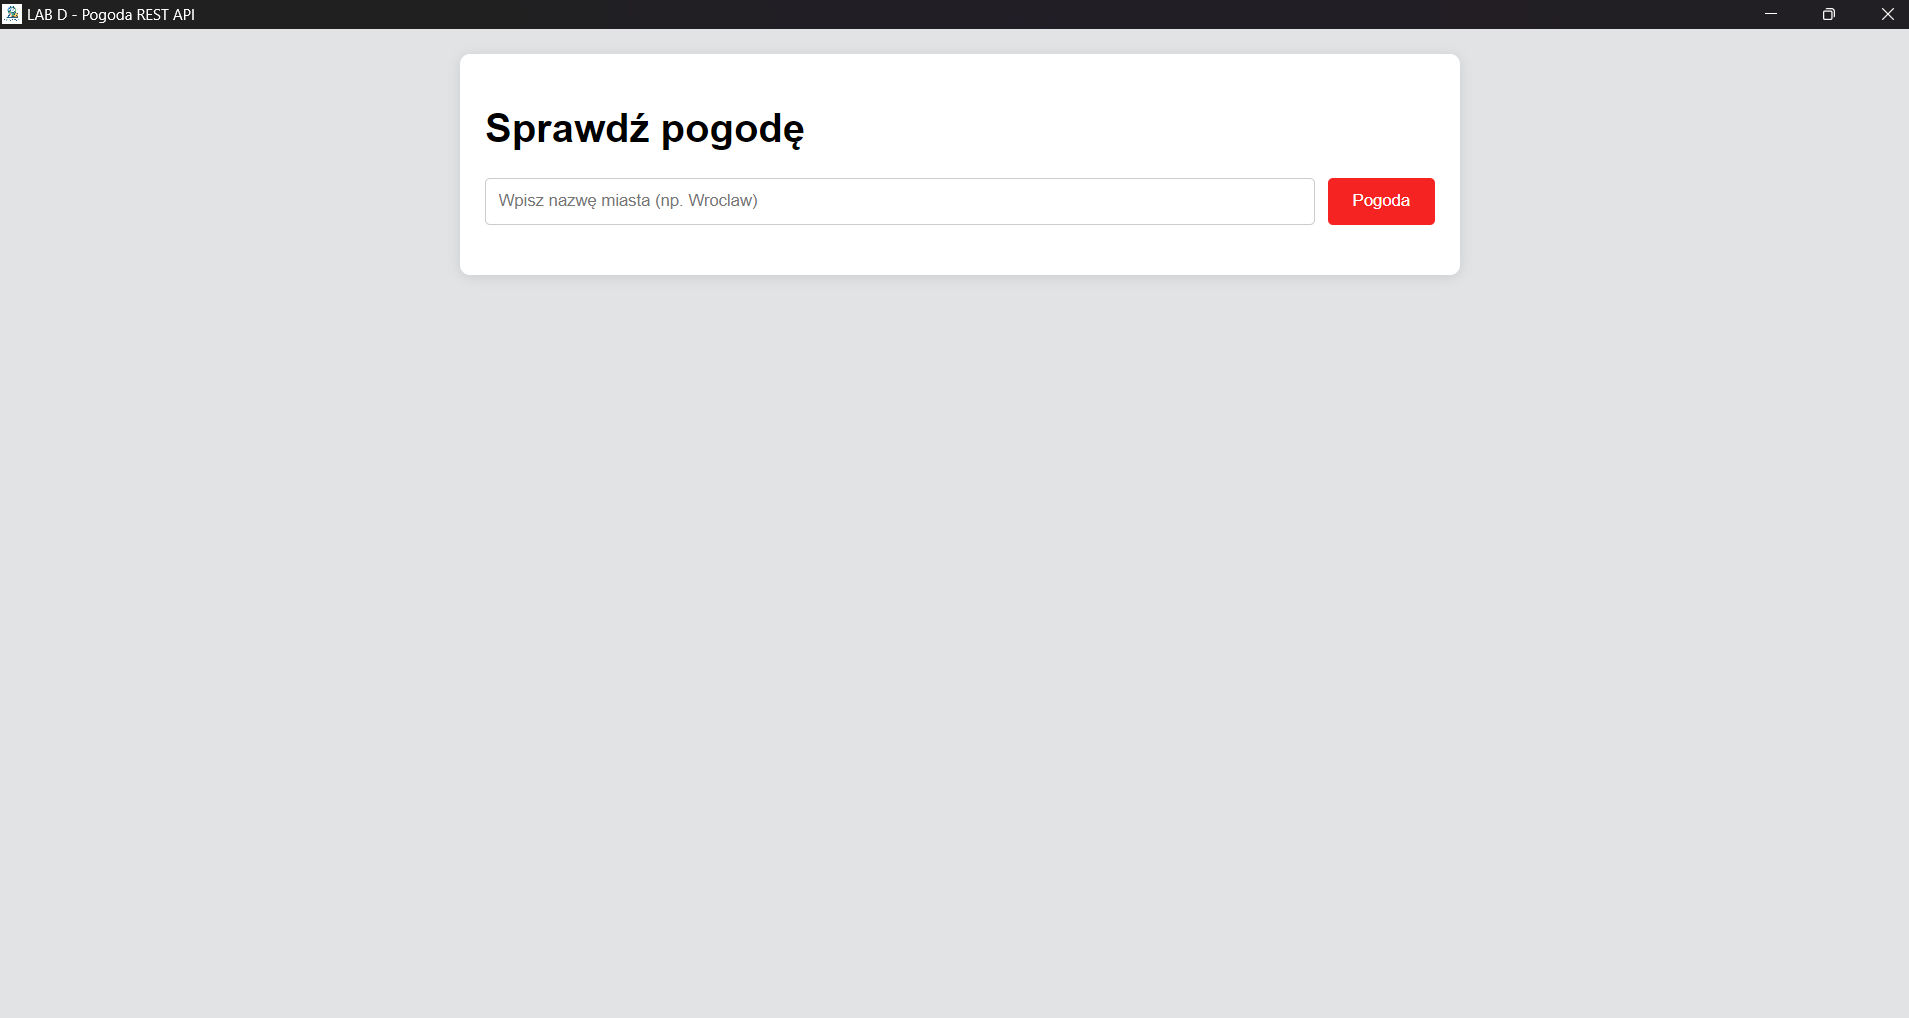 LAB D - Pogoda REST API
Sprawdź pogodę
Wpisz nazwę miasta (np. Wroclaw)
Pogoda